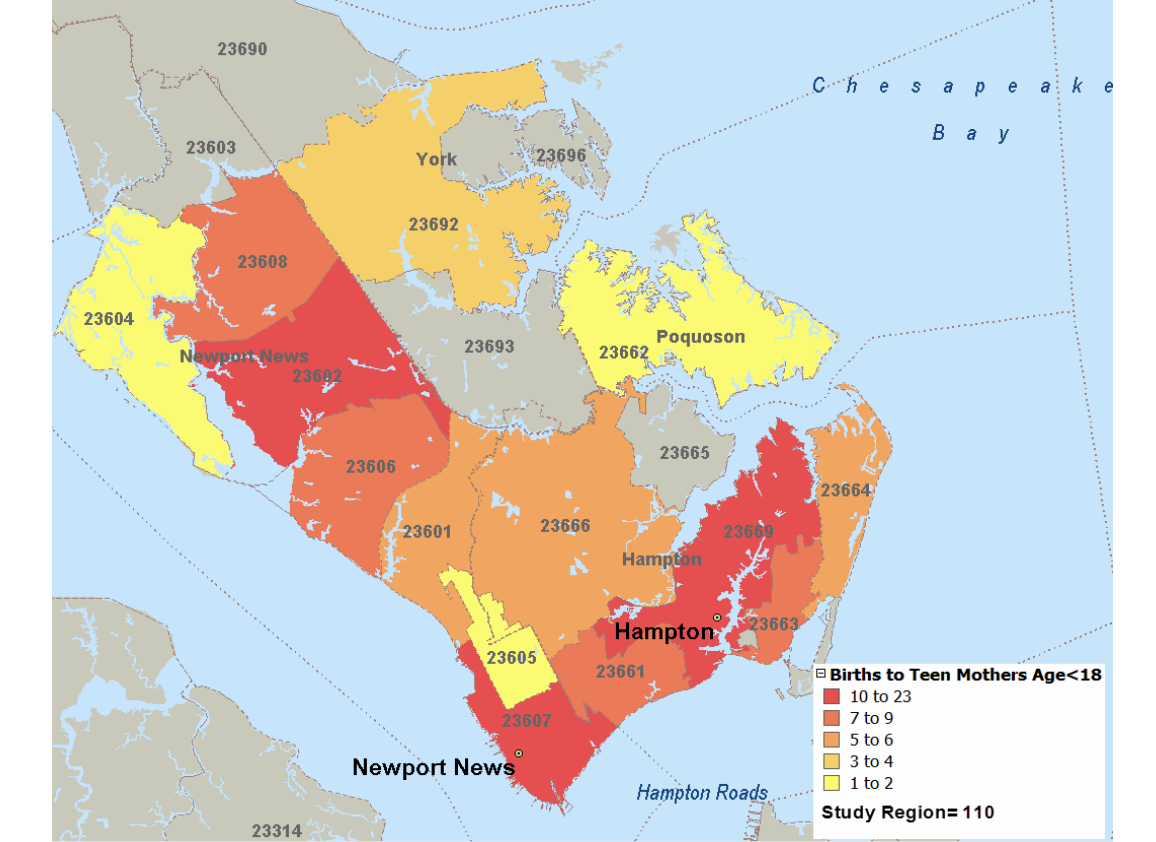 23690
C h e s a p e a k e
B a y
23603
York
23696
23692
23608
23604
Poquoson
23693
23662
Newport News
23602
23665
23606
23664
23666
23601
23669
Hampton
Hampton
23663
23605
23661
23607
Newport News
Hampton Roads
23314
Births to Teen Mothers Age<18
10 to 23
7 to 9
5 to 6
3 to 4
1 to 2
Study Region= 110